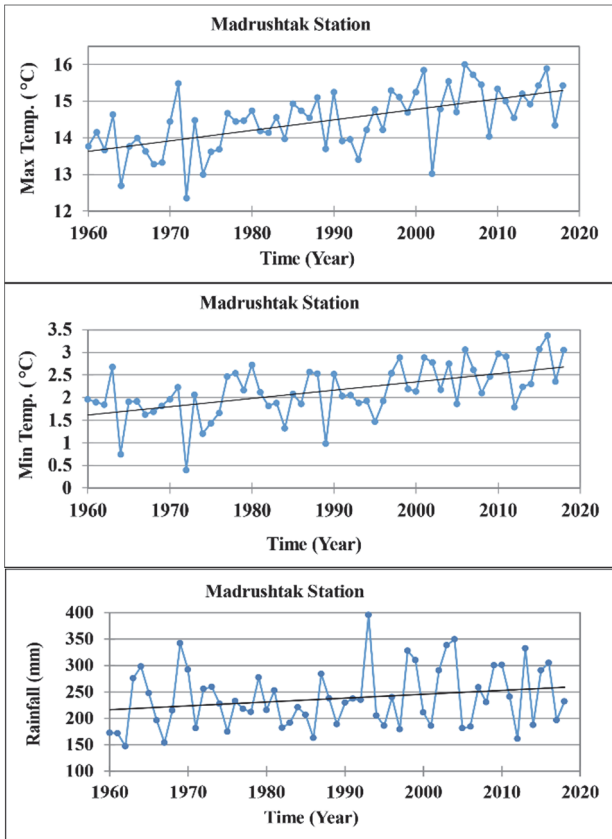 Madrushtak Station
Max Temp. (°C)
16
15
14
13
12
1960 1970 1980 1990 2000 2010 2020
Time (Year)
Madrushtak Station
Min Temp. (°C)
3.5
3
2.5
2
1.5
1
0.5
0
1960 1970 1980 1990 2000 2010 2020
Time (Year)
Madrushtak Station
Rainfall (mm)
400
350
300
250
200
150
100
1960 1970 1980 1990 2000 2010 2020
Time (Year)